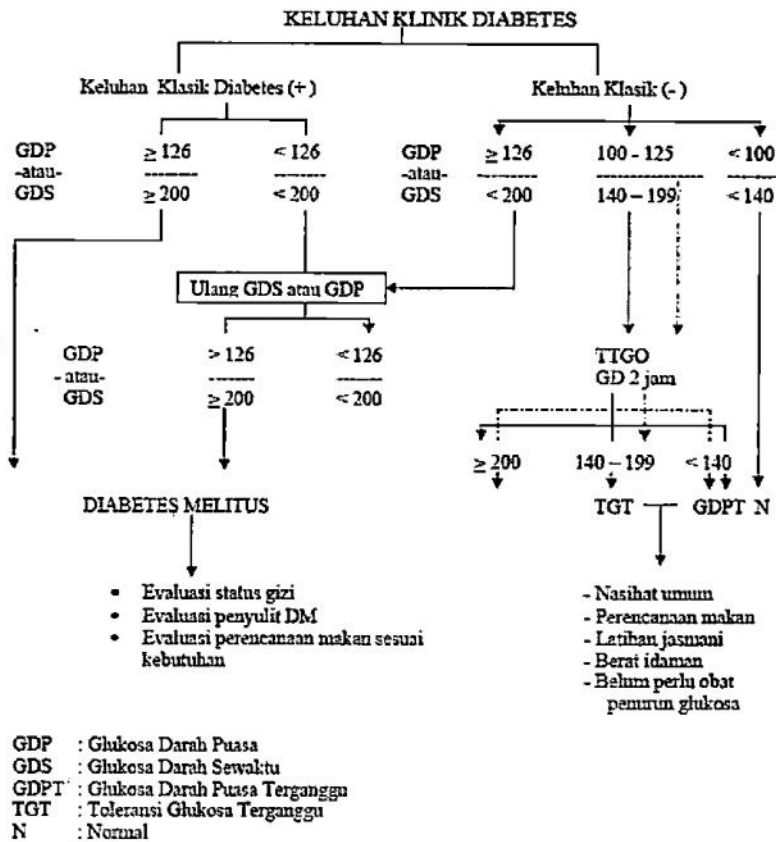 KELUHAN KLINIK DIABETES
Keluhan Klasik Diabetes (+)
Keluhan Klasik (-)
GDP ≥ 126 < 126 GDP ≥ 126 100 - 125 < 100
-atau- -atau-
GDS ≥ 200 < 200 GDS < 200 140 – 199 < 140
Ulang GDS atau GDP
GDP > 126 < 126
- atau-
GDS ≥ 200 < 200
TTGO
GD 2 jam
≥ 200 140 – 199 < 140
DIABETES MELITUS TGT GDPT N
• Evaluasi status gizi
• Evaluasi penyulit DM
• Evaluasi perencanaan makan sesuai
kebutuhan
- Nasihat umum
- Perencanaan makan
- Latihan jasmani
- Berat idaman
- Belum perlu obat
penurun glukosa
GDP : Glukosa Darah Puasa
GDS : Glukosa Darah Sewaktu
GDPT : Glukosa Darah Puasa Terganggu
TGT : Toleransi Glukosa Terganggu
N : Normal